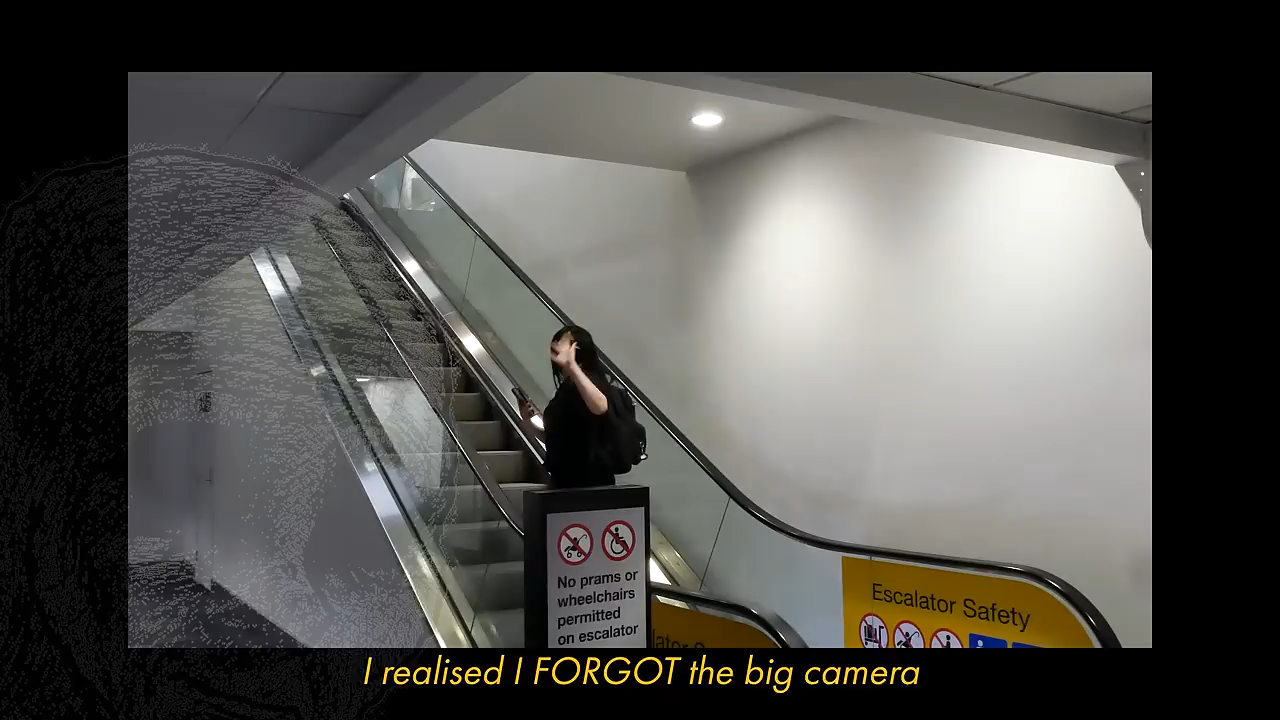 No prams or
wheelchairs
permitted
on escalator
Escalator Safety
I realised I FORGOT the big camera